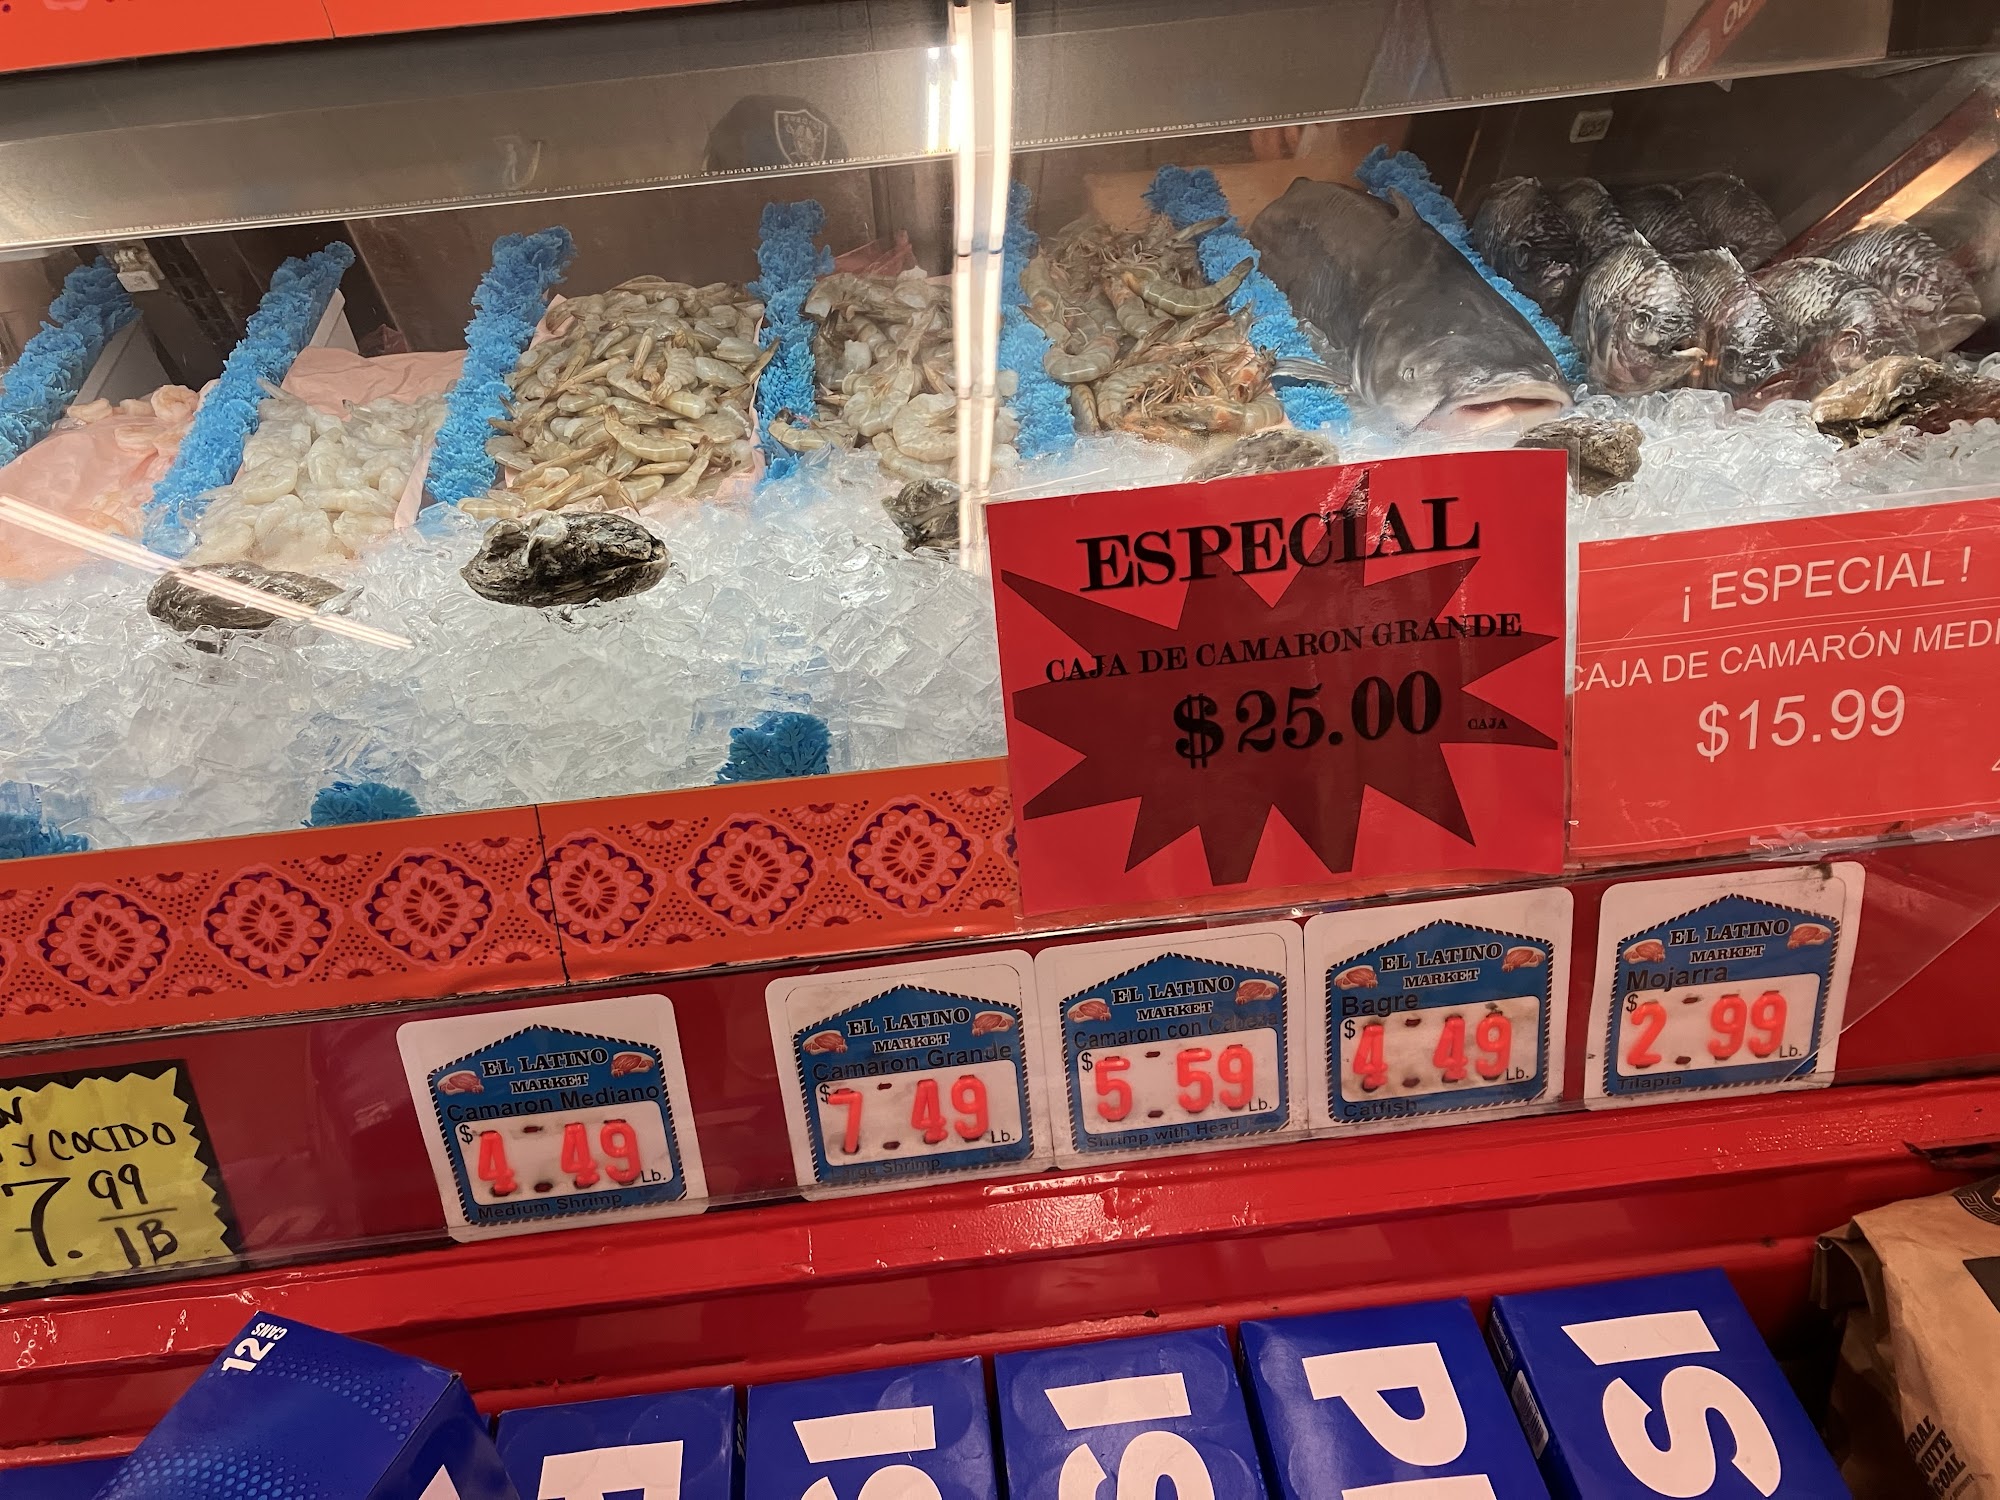 ESPECIAL
CAJA DE CAMARON GRANDE
$25.00 CAJA
¡ ESPECIAL !
CAJA DE CAMARÓN
$15.99
Y COCIDO
7.99
lB
EL LATINO
MARKET
Camaron Mediano
$4.49 Lb.
Medium Shrimp
EL LATINO
MARKET
Camaron Grande
$7.49 Lb.
Shrimp
EL LATINO
MARKET
Camaron con Cabeza
$5.59 Lb.
Shrimp with Head
EL LATINO
MARKET
Bagre
$4.49 Lb.
Catfish
EL LATINO
MARKET
Mojarra
$2.99 Lb.
Tilapia
12 CANS